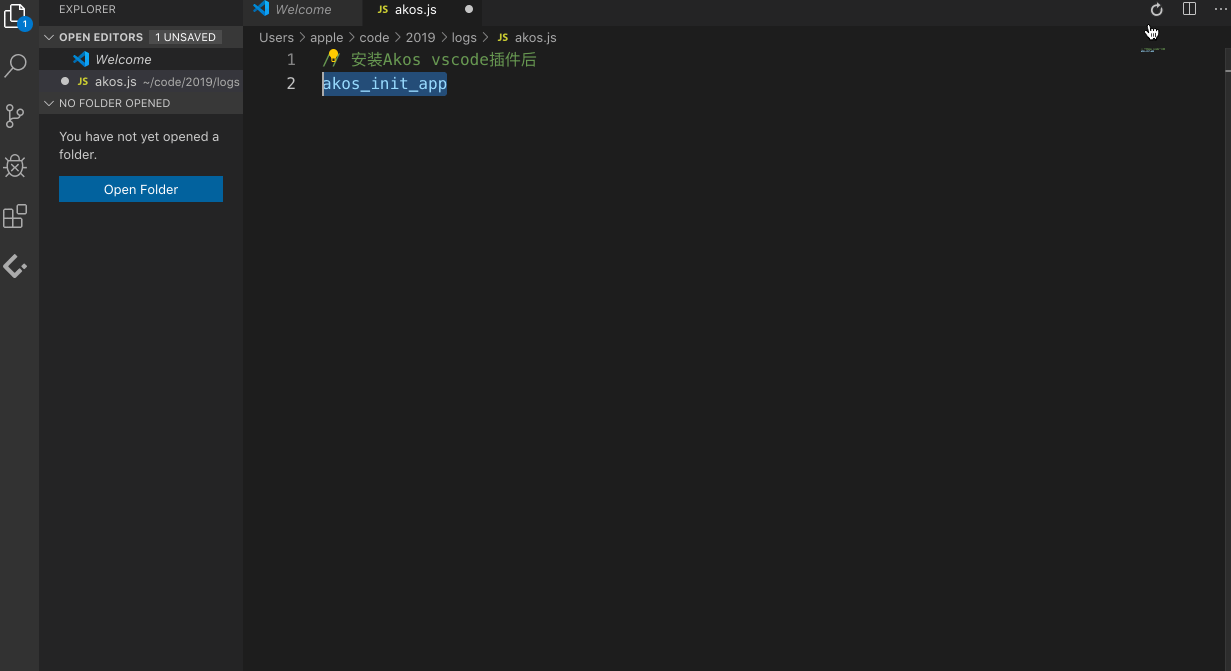 EXPLORER
Welcome
JS akos.js
1
OPEN EDITORS 1 UNSAVED
Welcome
JS akos.js ~/code/2019/logs
NO FOLDER OPENED
You have not yet opened a
folder.
Open Folder
Users > apple > code > 2019 > logs > JS akos.js
1 // 安装Akos vscode插件后
2 akos_init_app